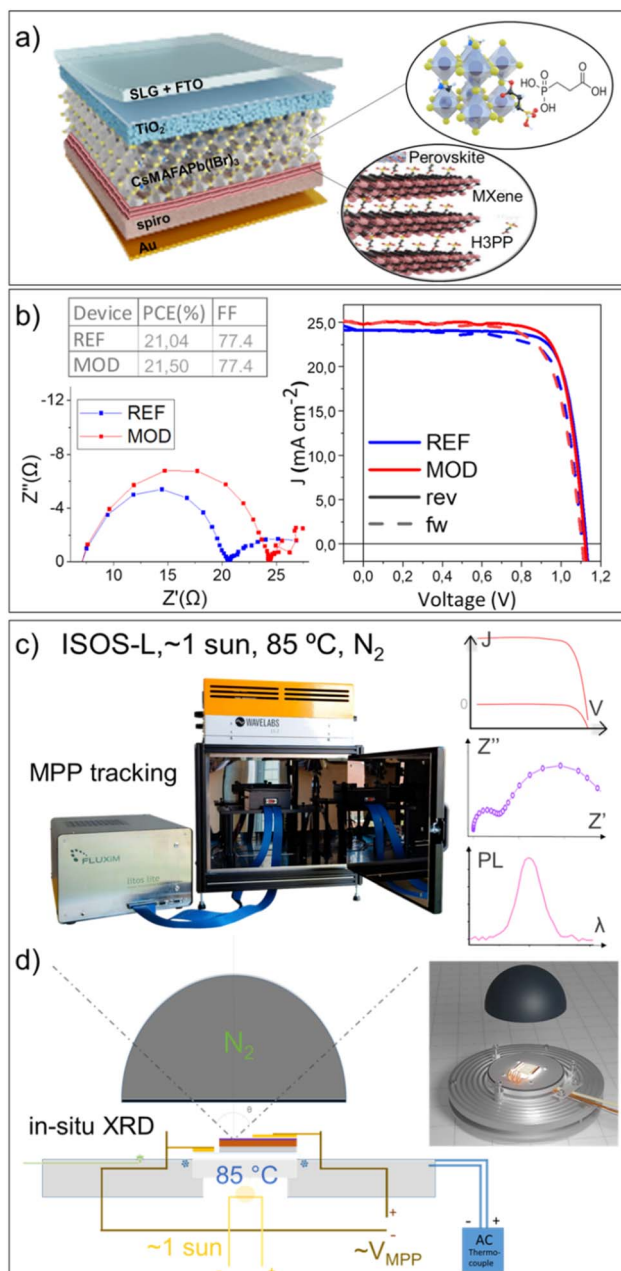 a)
SLG + FTO
TiO2
CsMAFAPb(IBr)3
spiro
Au
HO
O
P
OH
O
OH
Perovskite
MXene
H3PP
b)
Device PCE(%) FF
REF 21,04 77.4
MOD 21,50 77.4
REF
MOD
-12
-8
-4
0
Z''(Ω)
10 15 20 25
Z'(Ω)
25,0
20,0
15,0
10,0
5,0
0,0
J (mA cm-2)
REF
MOD
rev
fw
0,0 0,2 0,4 0,6 0,8 1,0 1,2
Voltage (V)
c) ISOS-L,~1 sun, 85 ºC, N2
MPP tracking
WAVELABS
FLUXiM
litos lite
J
0
V
Z''
Z'
PL
λ
d)
N2
θ
in-situ XRD
85 °C
~1 sun
+
-
~VMPP
- +
AC
Thermo-
couple